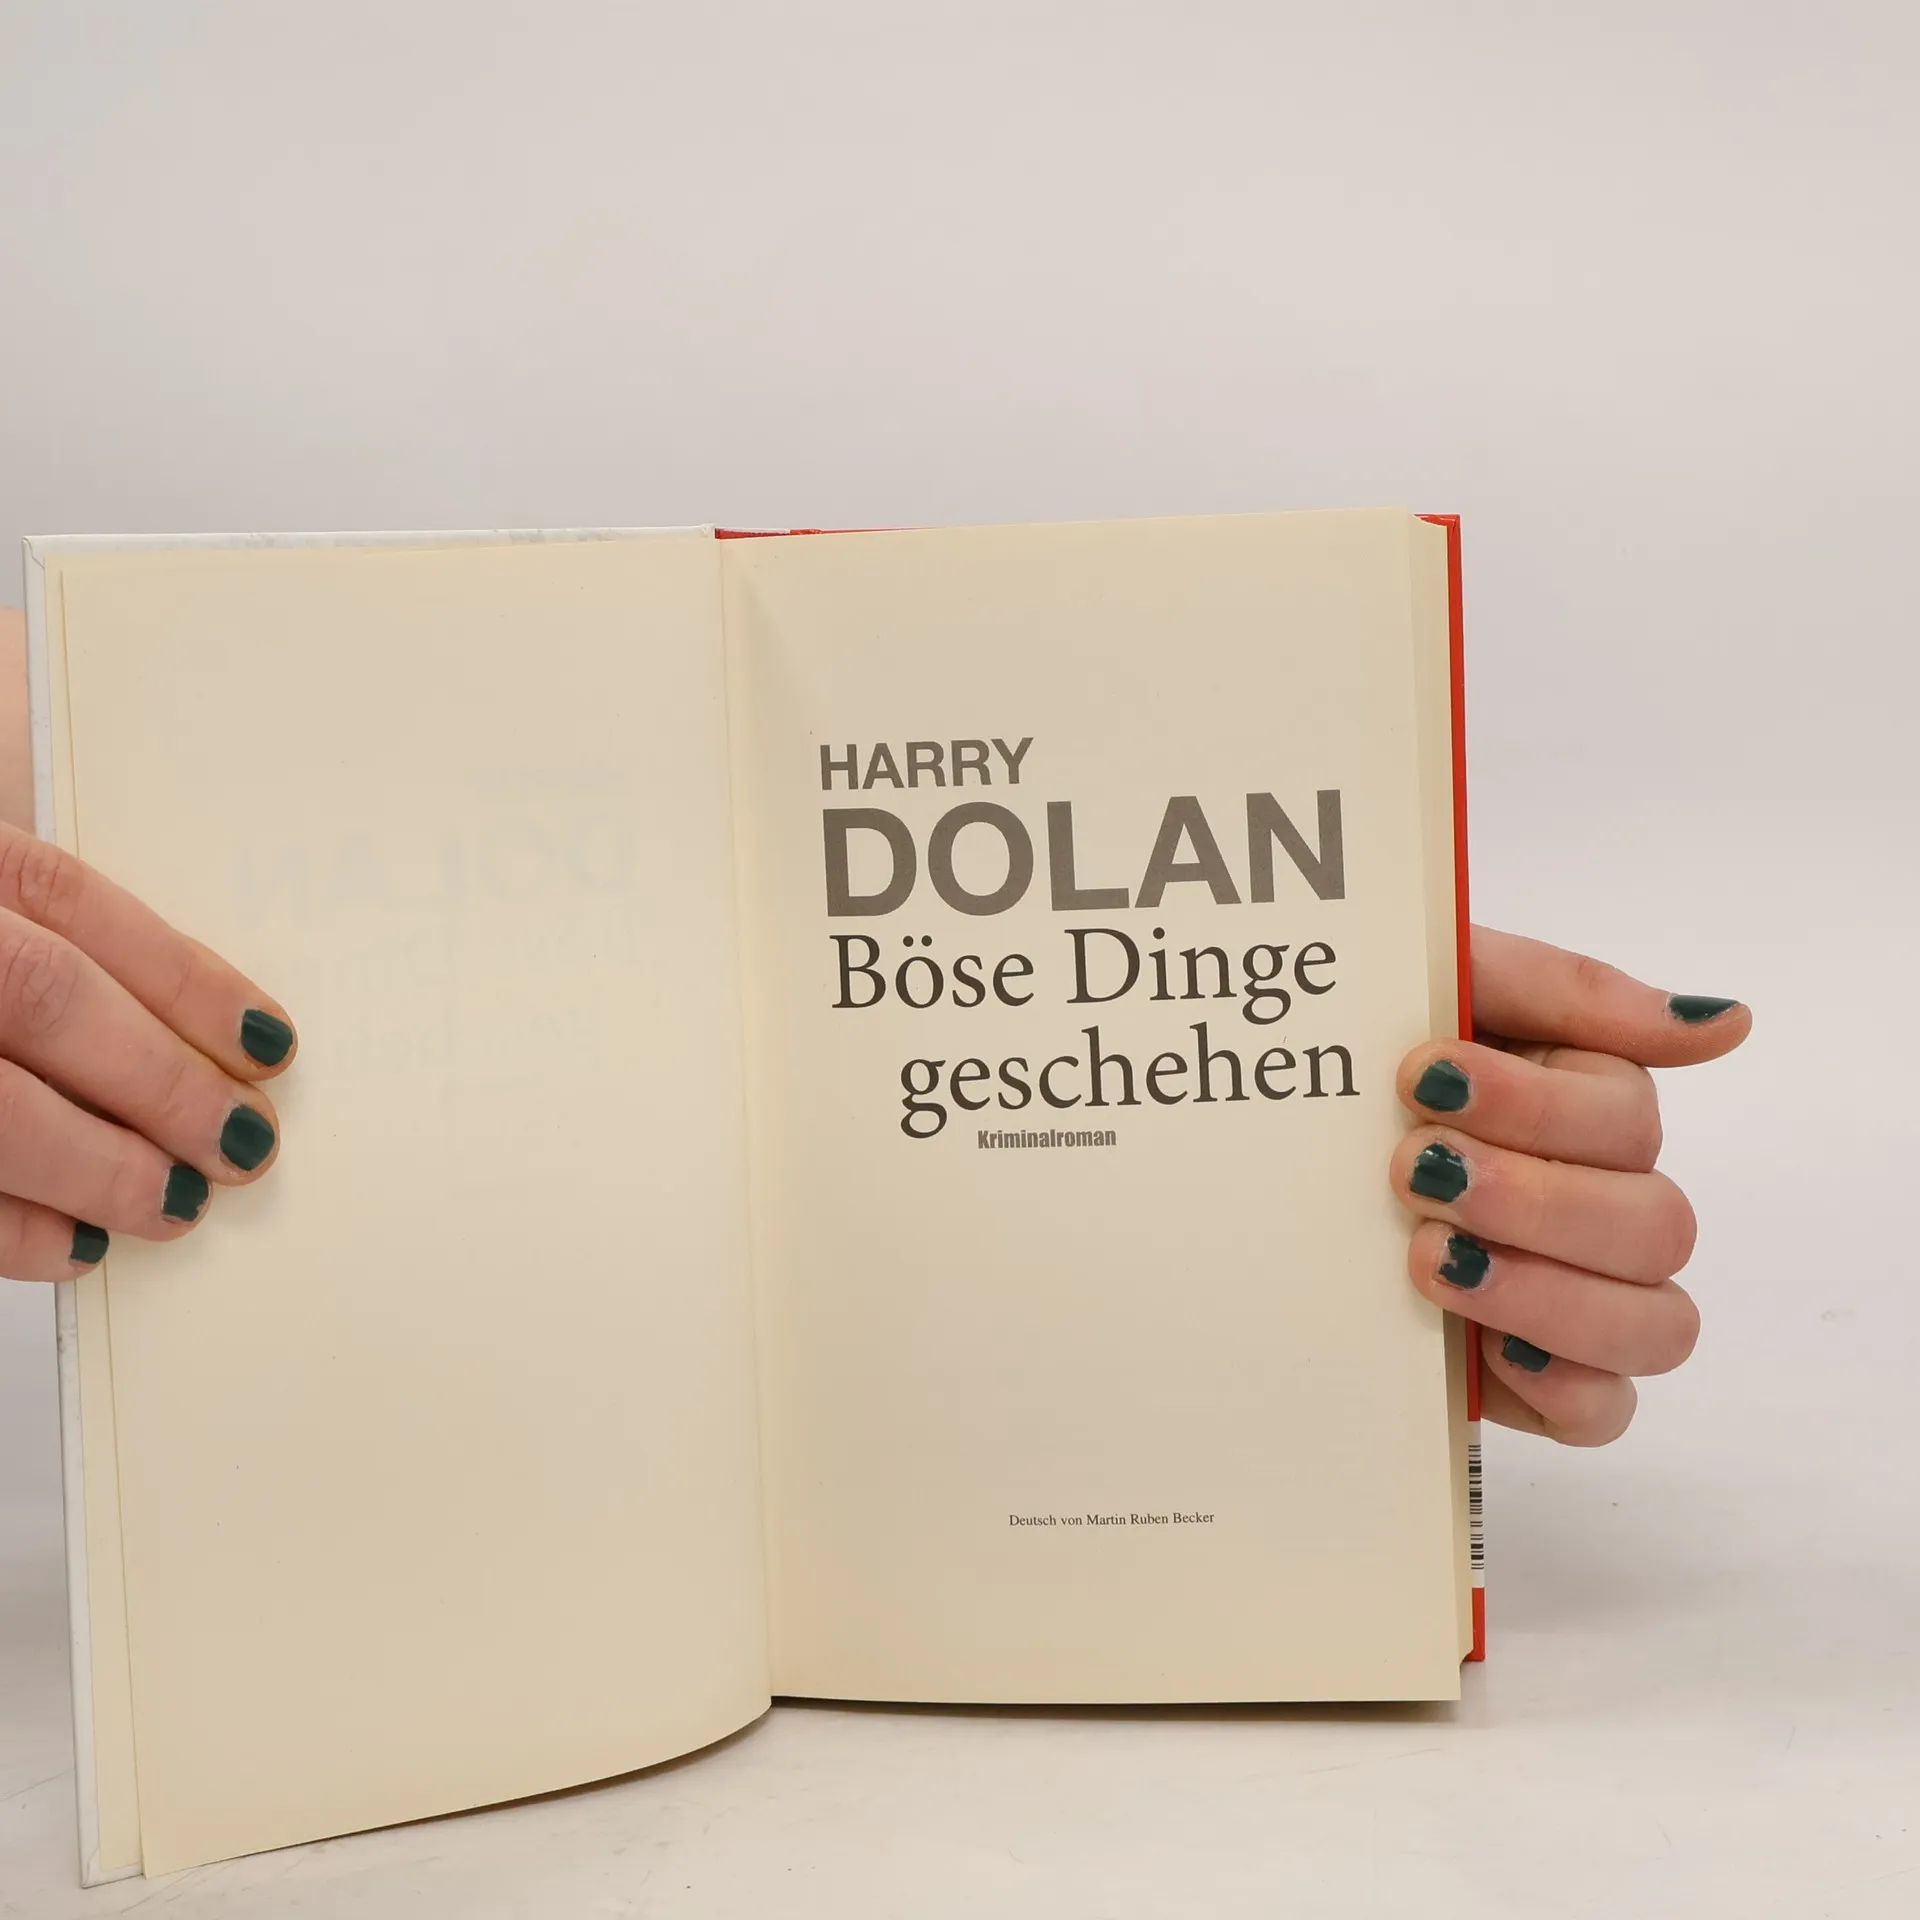 HARRY
DOLAN
Böse Dinge
geschehen
Kriminalroman
Deutsch von Martin Ruben Becker